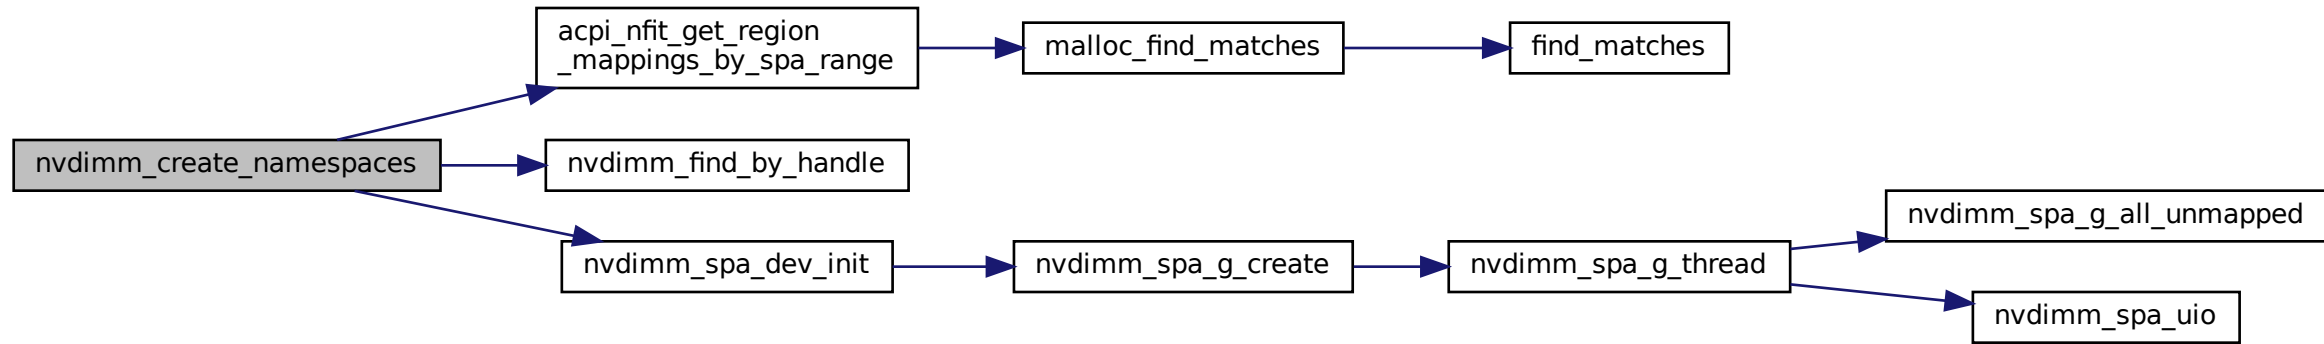 acpi_nfit_get_region
_mappings_by_spa_range
malloc_find_matches
find_matches
nvdimm_create_namespaces
nvdimm_find_by_handle
nvdimm_spa_g_all_unmapped
nvdimm_spa_dev_init
nvdimm_spa_g_create
nvdimm_spa_g_thread
nvdimm_spa_uio